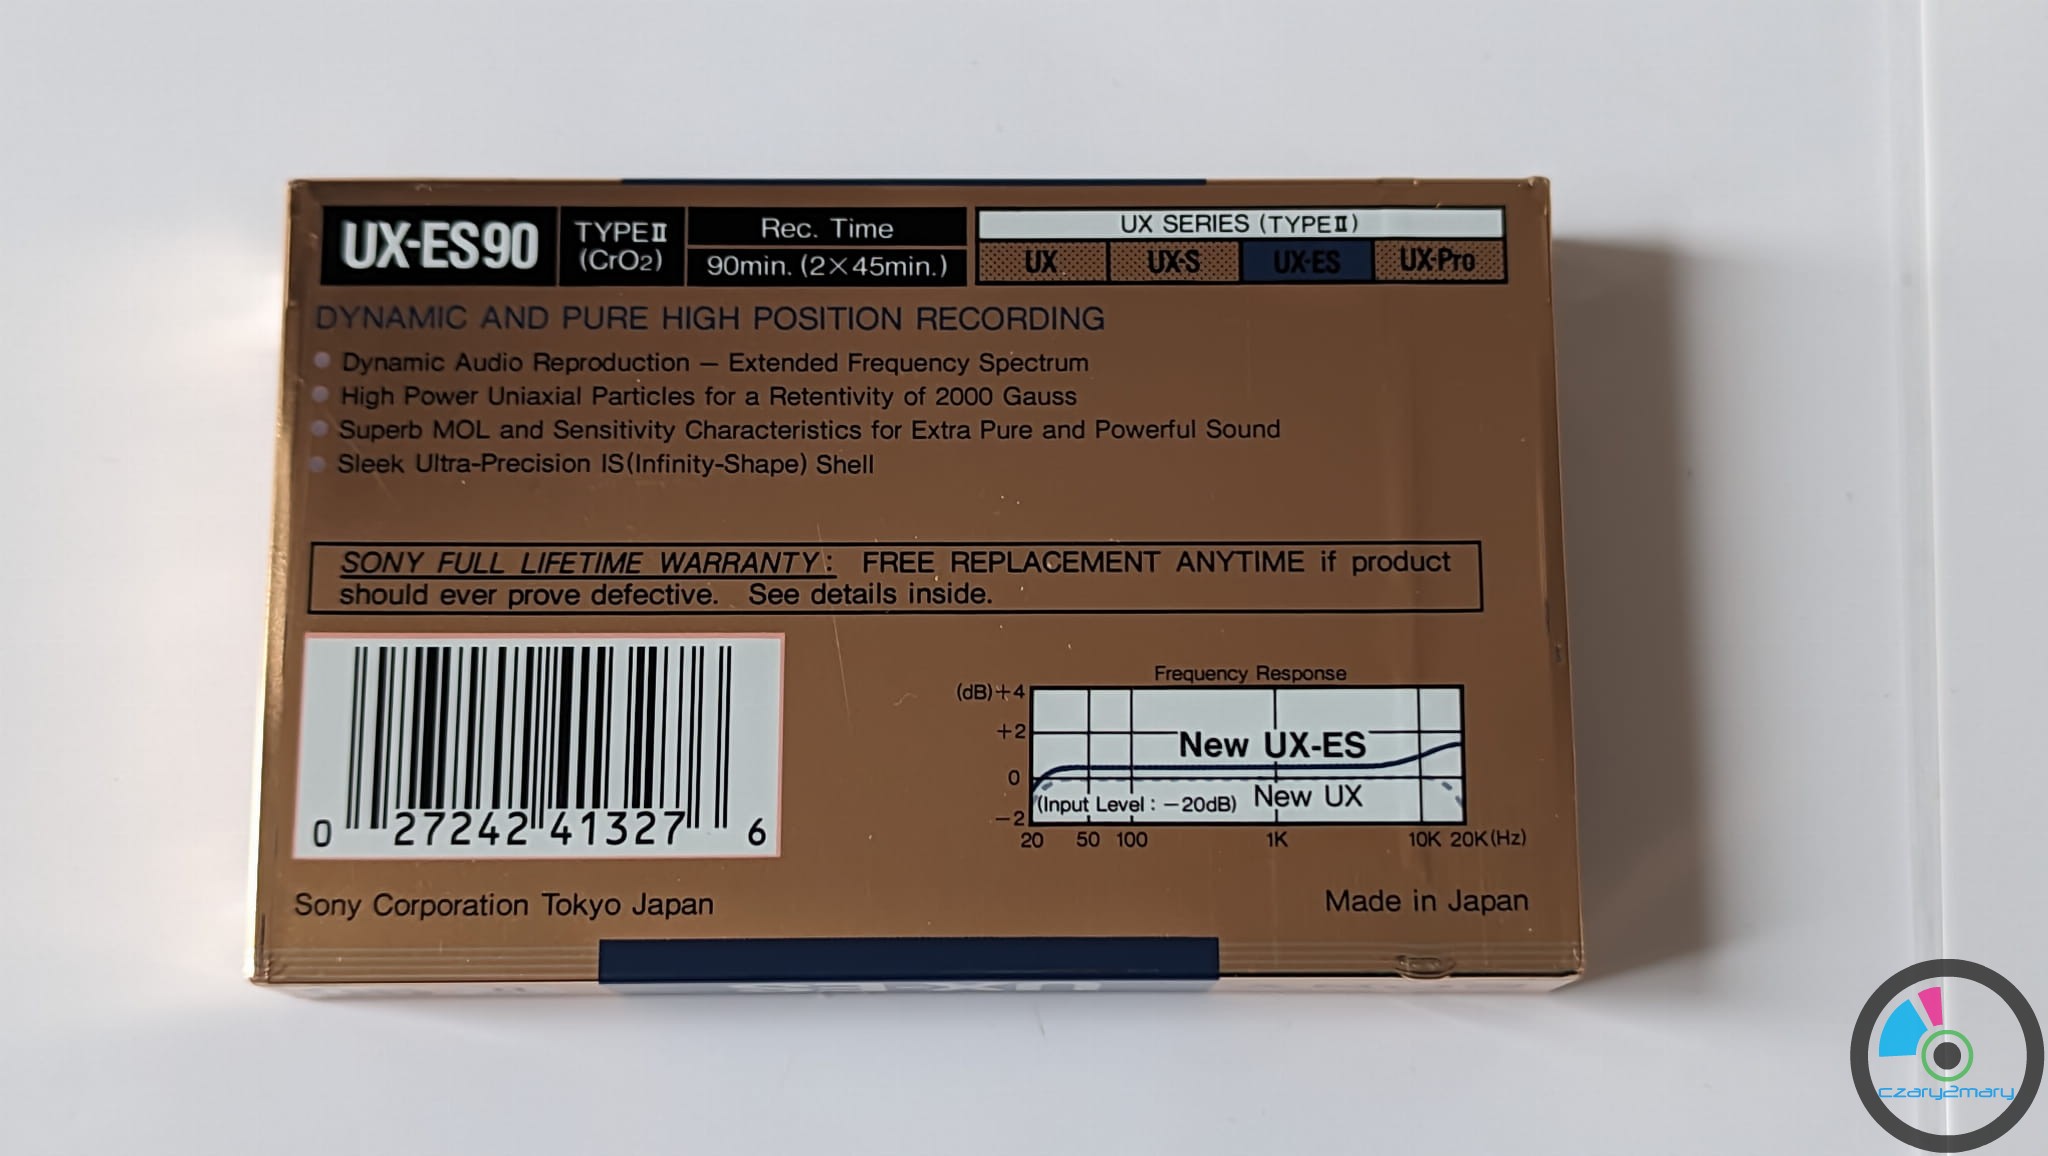 UX-ES90
TYPE II
(CrO2)
Rec. Time
90min. (2×45min.)
UX SERIES (TYPE II)
UX UX-S UX-ES UX-Pro
DYNAMIC AND PURE HIGH POSITION RECORDING
● Dynamic Audio Reproduction — Extended Frequency Spectrum
● High Power Uniaxial Particles for a Retentivity of 2000 Gauss
● Superb MOL and Sensitivity Characteristics for Extra Pure and Powerful Sound
● Sleek Ultra-Precision IS(Infinity-Shape) Shell
SONY FULL LIFETIME WARRANTY: FREE REPLACEMENT ANYTIME if product
should ever prove defective. See details inside.
0 27242 41327 6
Frequency Response
(dB)+4
+2
New UX-ES
0
(Input Level : −20dB) New UX
−2
20 50 100 1K 10K 20K(Hz)
Sony Corporation Tokyo Japan
Made in Japan
czary2mary